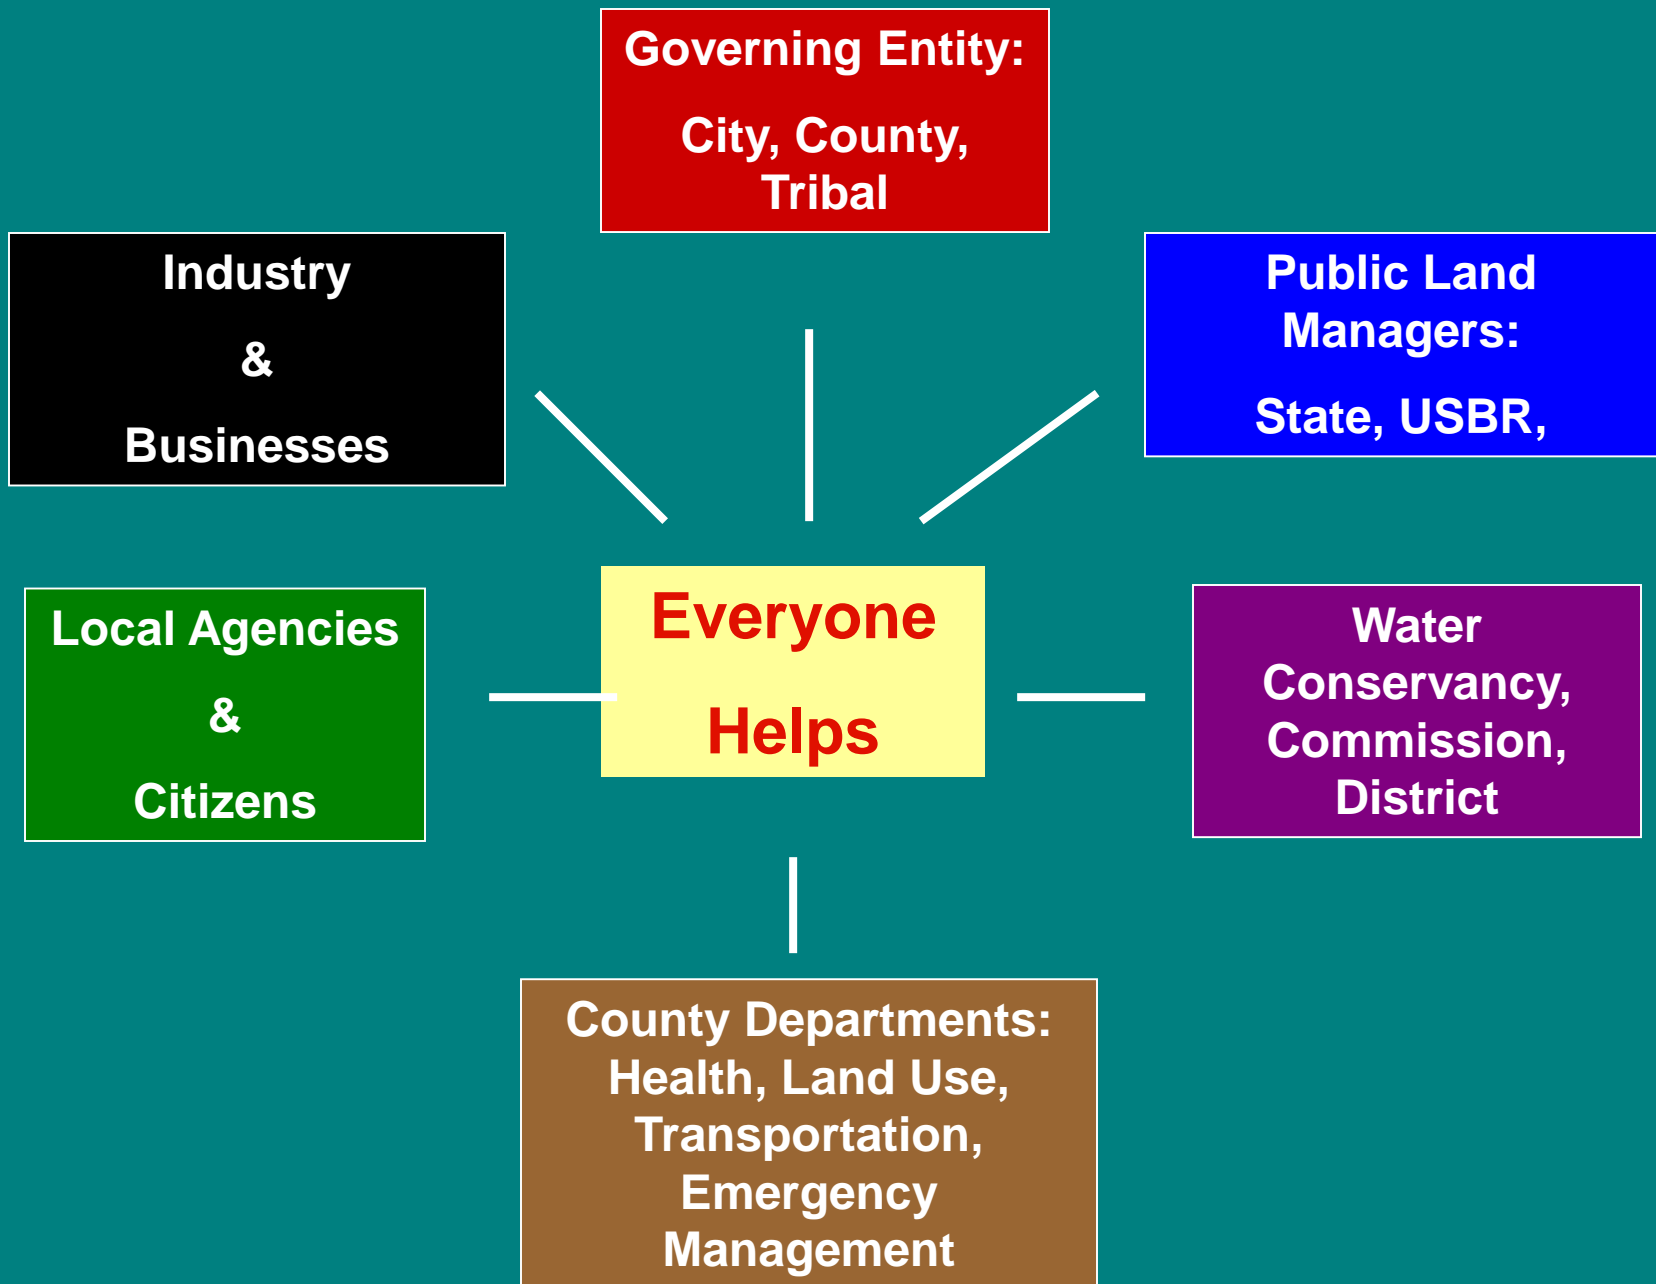 Governing Entity:
City, County,
Tribal
Industry
&
Businesses
Public Land
Managers:
State, USBR,
Local Agencies
&
Citizens
Everyone
Helps
Water
Conservancy,
Commission,
District
County Departments:
Health, Land Use,
Transportation,
Emergency
Management